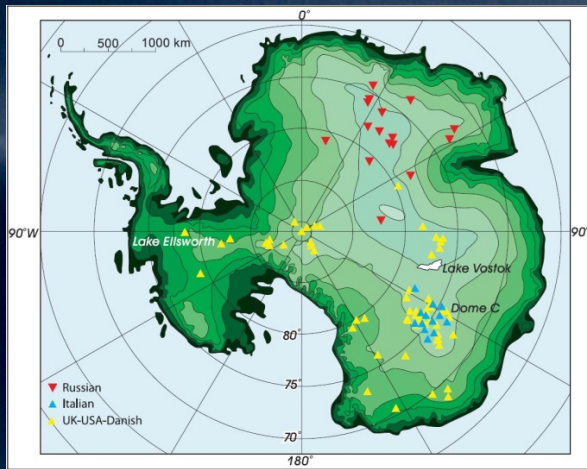 0°
0 500 1000 km
90°W
Lake Ellsworth
90°
Lake Vostok
Dome C
80°
75°
70°
180°
Russian
Italian
UK-USA-Danish